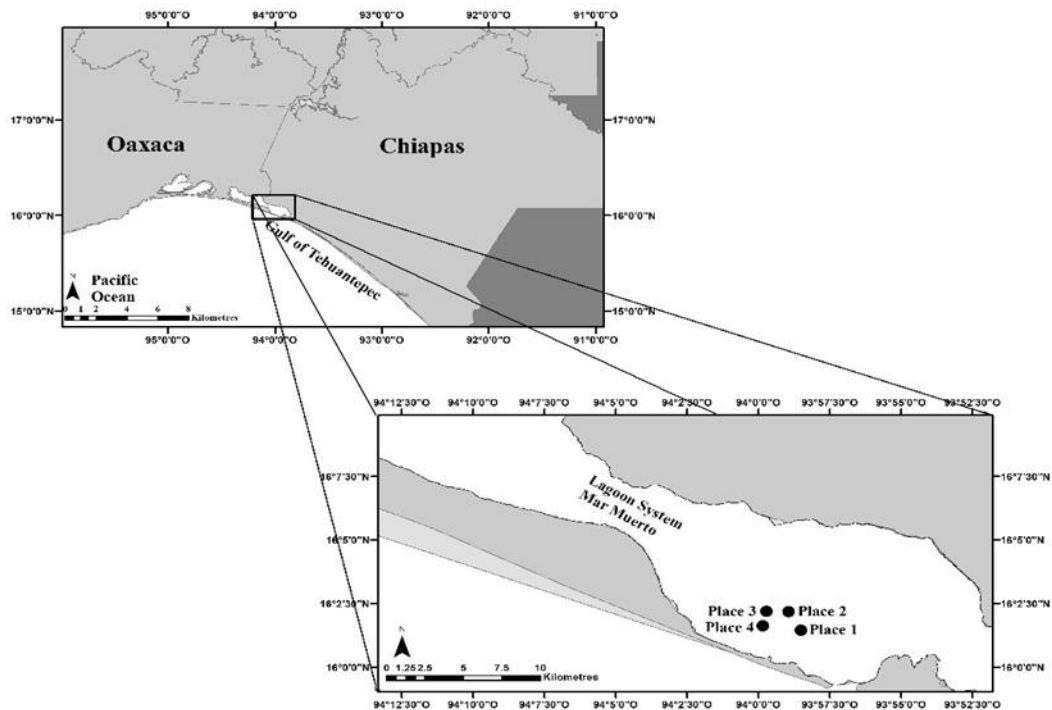 95°0'0"O 94°0'0"O 93°0'0"O 92°0'0"O 91°0'0"O
17°0'0"N 17°0'0"N
Oaxaca Chiapas
16°0'0"N 16°0'0"N
Gulf of Tehuantepec
N
Pacific
Ocean
0 1 2 4 6 8
Kilometres
15°0'0"N 15°0'0"N
95°0'0"O 94°0'0"O 93°0'0"O 92°0'0"O 91°0'0"O
94°12'30"O 94°10'0"O 94°7'30"O 94°5'0"O 94°2'30"O 94°0'0"O 93°57'30"O 93°55'0"O 93°52'30"O
16°7'30"N 16°7'30"N
Lagoon System
Mar Muerto
16°5'0"N 16°5'0"N
16°2'30"N Place 3 Place 2 16°2'30"N
Place 4 Place 1
N
16°0'0"N 16°0'0"N
0 1.25 2.5 5 7.5 10
Kilometres
94°12'30"O 94°10'0"O 94°7'30"O 94°5'0"O 94°2'30"O 94°0'0"O 93°57'30"O 93°55'0"O 93°52'30"O